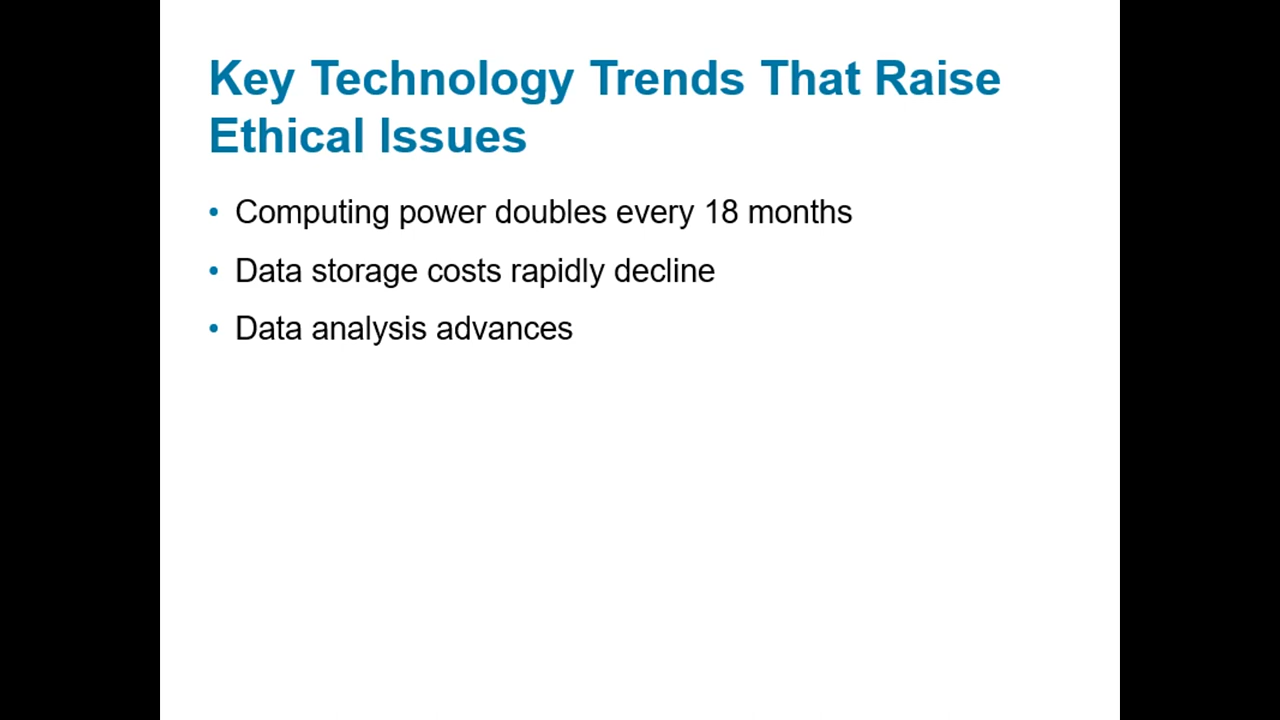 Key Technology Trends That Raise
Ethical Issues
• Computing power doubles every 18 months
• Data storage costs rapidly decline
• Data analysis advances